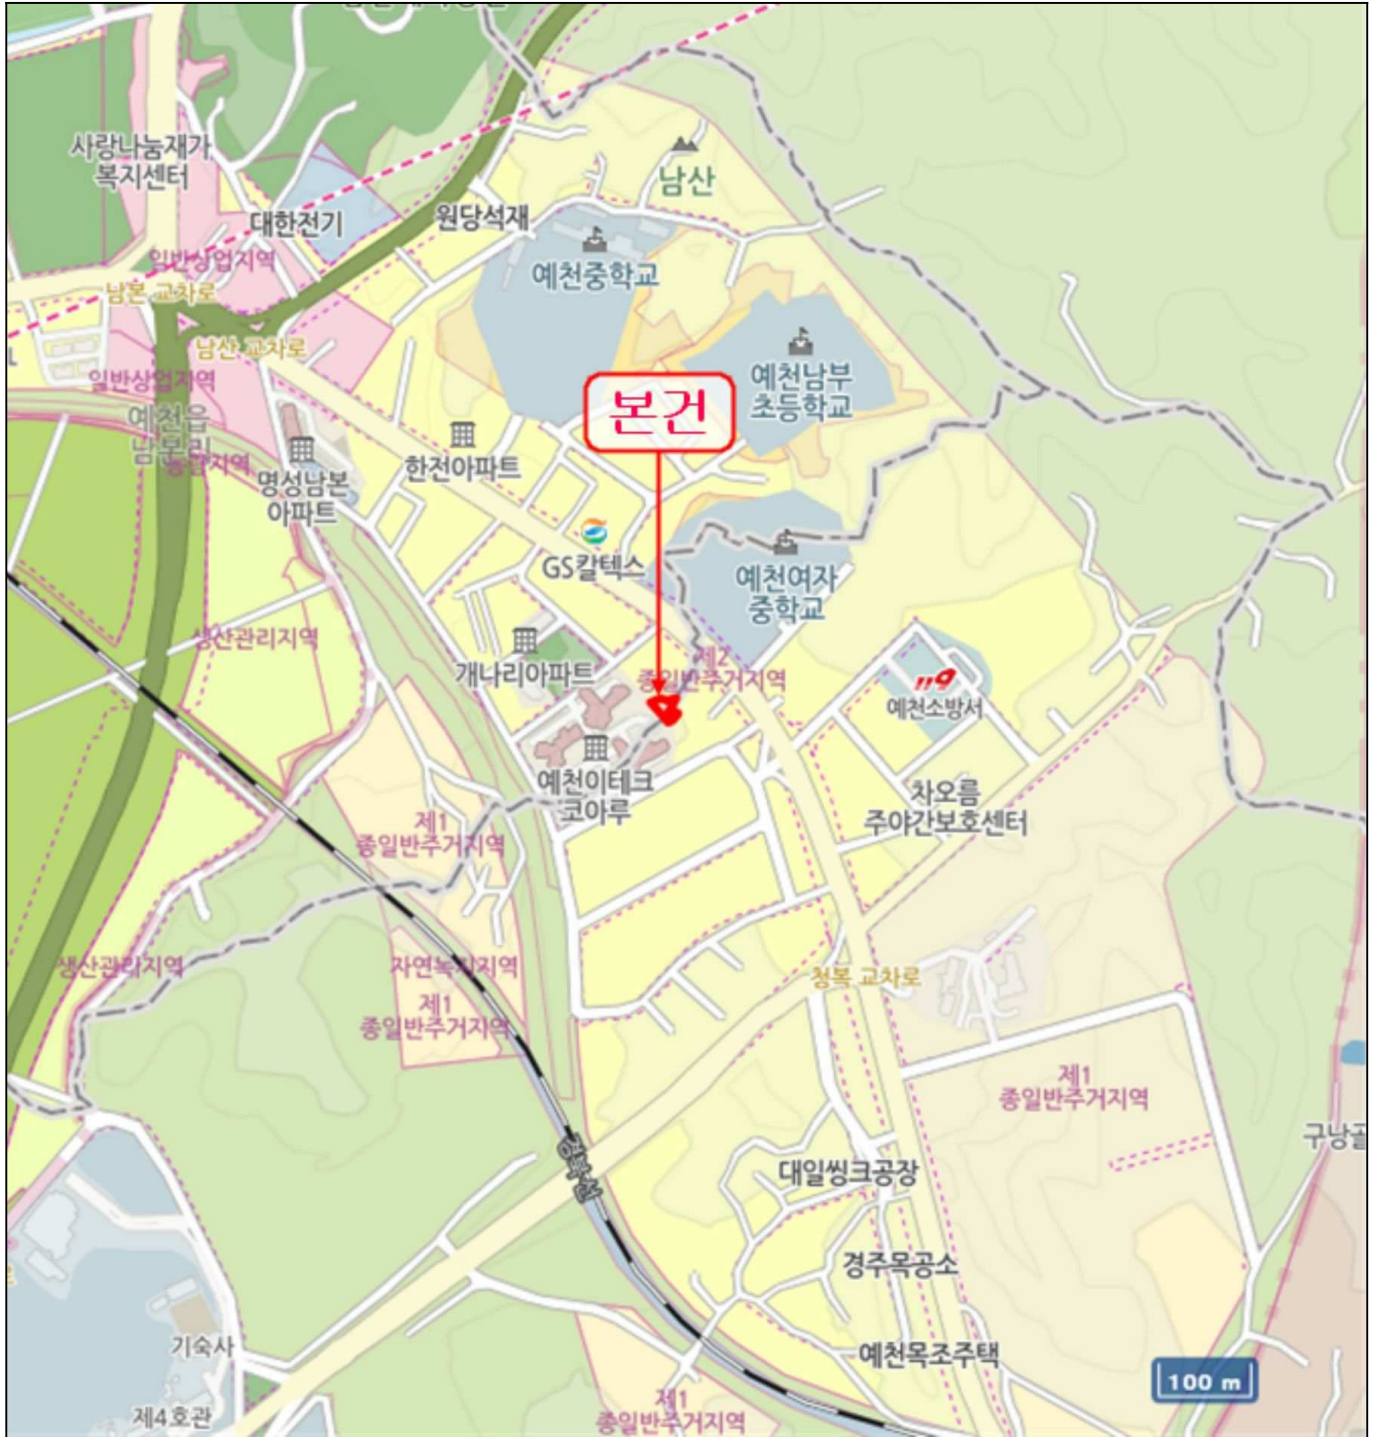 사랑나눔재가
복지센터
대한전기
원당석재
남산
일반상업지역
예천중학교
남본 교차로
남산 교차로
일반상업지역
예천남부
초등학교
본건
예천읍
남본리
한전아파트
명성남본
아파트
GS칼텍스
예천여자
중학교
생산관리지역
개나리아파트
제2
종일반주거지역
119
예천소방서
예천이테크
코아루
차오름
주야간보호센터
제1
종일반주거지역
생산관리지역
자연녹지지역
청복 교차로
제1
종일반주거지역
제1
종일반주거지역
구낭골
경북선
대일씽크공장
경주목공소
기숙사
예천목조주택
100 m
제4호관
제1
종일반주거지역